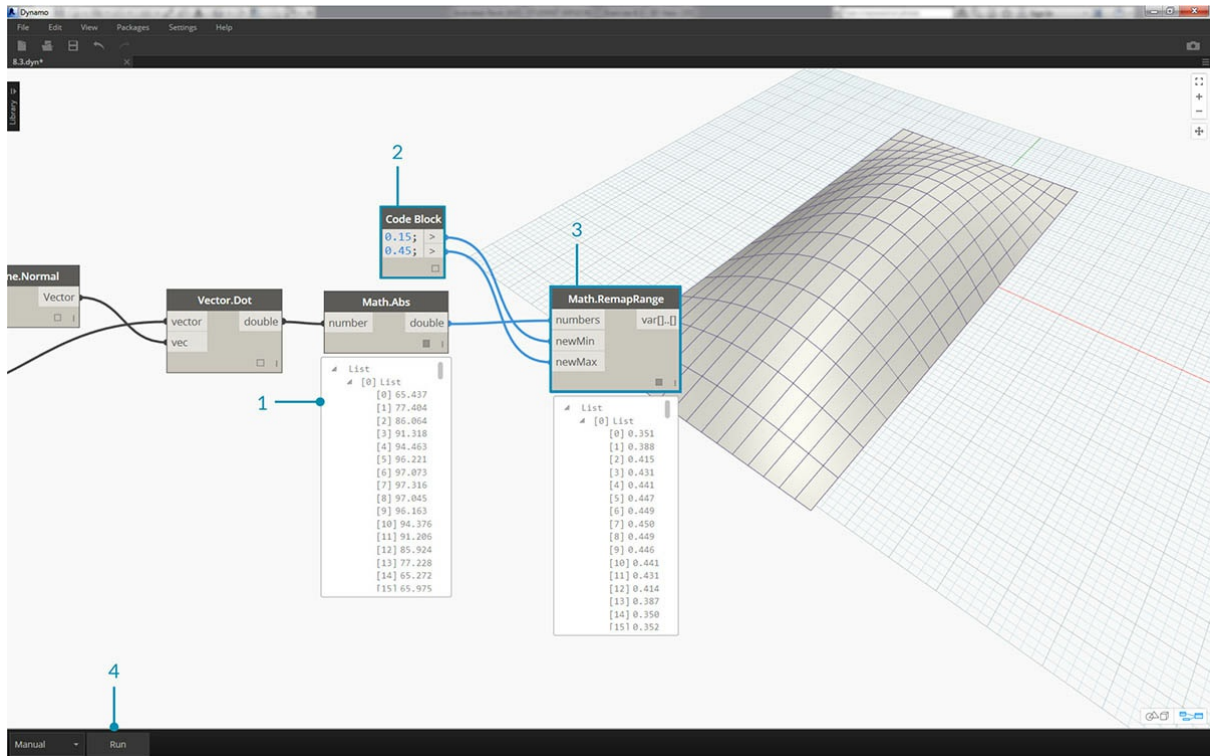 Dynamo
File Edit View Packages Settings Help
8.3.dyn*
Library
2
Code Block
0.15; >
0.45; >
3
ne.Normal
Vector
Vector.Dot
vector double
vec
Math.Abs
number double
Math.RemapRange
numbers var[]..[]
newMin
newMax
1
List
[0] List
[0] 65.437
[1] 77.404
[2] 86.064
[3] 91.318
[4] 94.463
[5] 96.221
[6] 97.073
[7] 97.316
[8] 97.045
[9] 96.163
[10] 94.376
[11] 91.206
[12] 85.924
[13] 77.228
[14] 65.272
[15] 65.975
List
[0] List
[0] 0.351
[1] 0.388
[2] 0.415
[3] 0.431
[4] 0.441
[5] 0.447
[6] 0.449
[7] 0.450
[8] 0.449
[9] 0.446
[10] 0.441
[11] 0.431
[12] 0.414
[13] 0.387
[14] 0.350
[15] 0.352
4
Manual Run